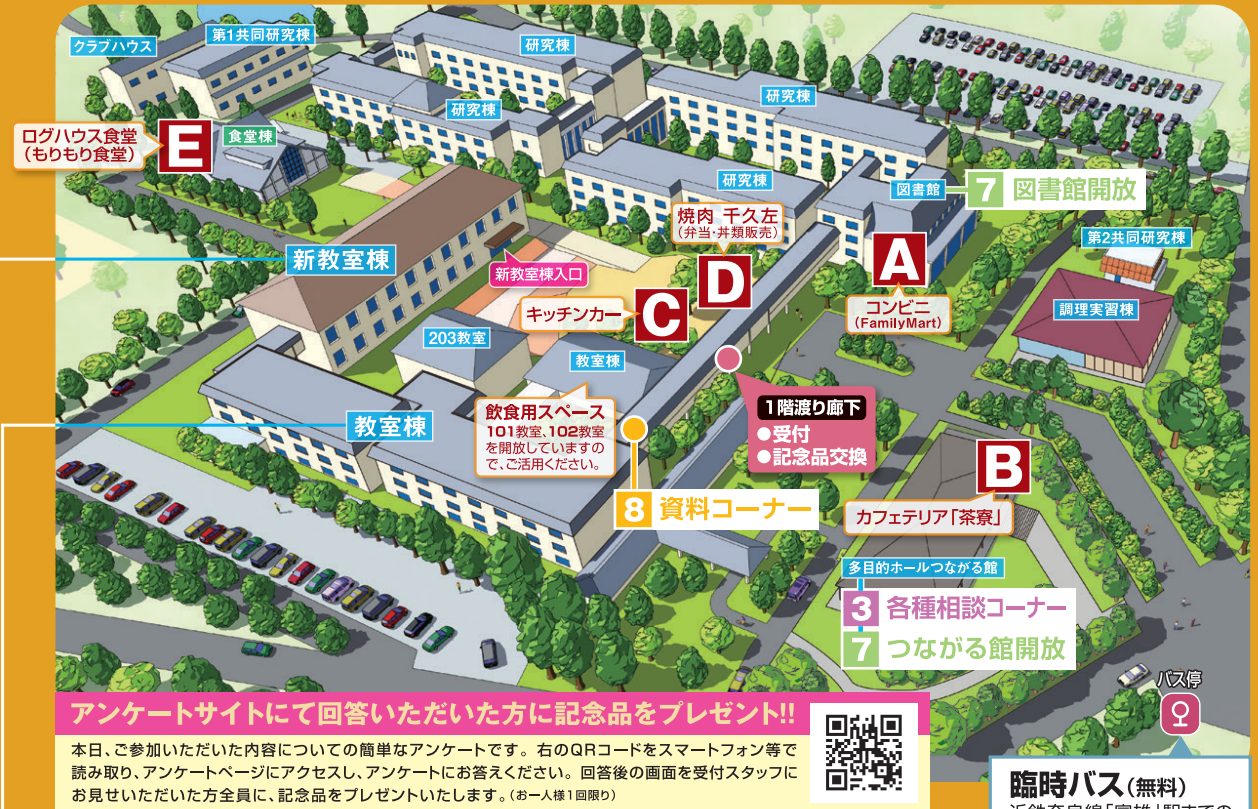 クラブハウス
第1共同研究棟
研究棟
研究棟
研究棟
ログハウス食堂
(もりもり食堂)
E
食堂棟
研究棟
図書館
7 図書館開放
焼肉 千久左
(弁当・丼類販売)
第2共同研究棟
新教室棟
新教室棟入口
D
A
コンビニ
(FamilyMart)
調理実習棟
キッチンカー
C
203教室
教室棟
1階渡り廊下
●受付
●記念品交換
教室棟
飲食用スペース
101教室、102教室
を開放していますの
で、ご活用ください。
B
カフェテリア「茶寮」
8 資料コーナー
多目的ホールつながる館
3 各種相談コーナー
7 つながる館開放
バス停
アンケートサイトにて回答いただいた方に記念品をプレゼント!!
本日、ご参加いただいた内容についての簡単なアンケートです。右のQRコードをスマートフォン等で
読み取り、アンケートページにアクセスし、アンケートにお答えください。回答後の画面を受付スタッフに
お見せいただいた方全員に、記念品をプレゼントいたします。(お一人様1回限り)
臨時バス(無料)